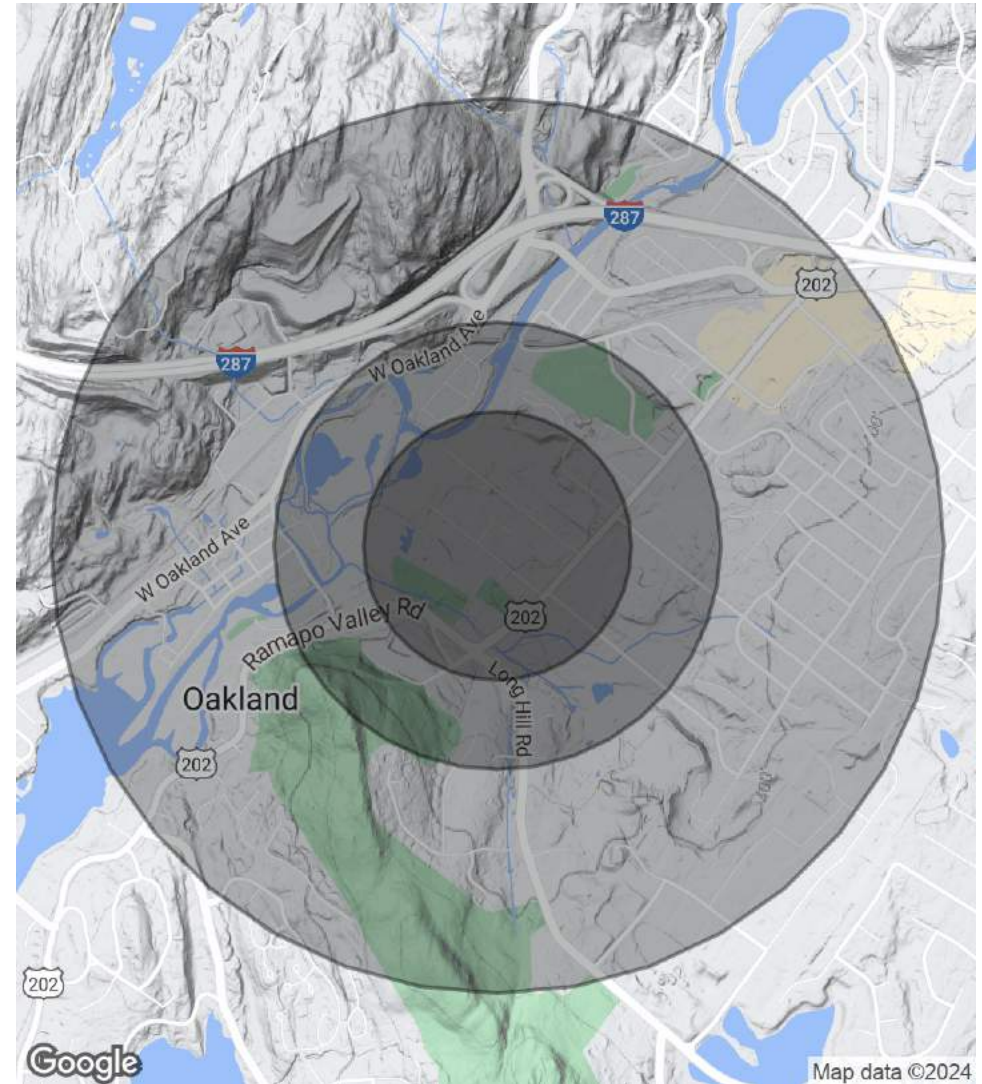 287
202
W Oakland Ave
287
W Oakland Ave
202
Ramapo Valley Rd
Long Hill Rd
Oakland
202
202
Google
Map data ©2024